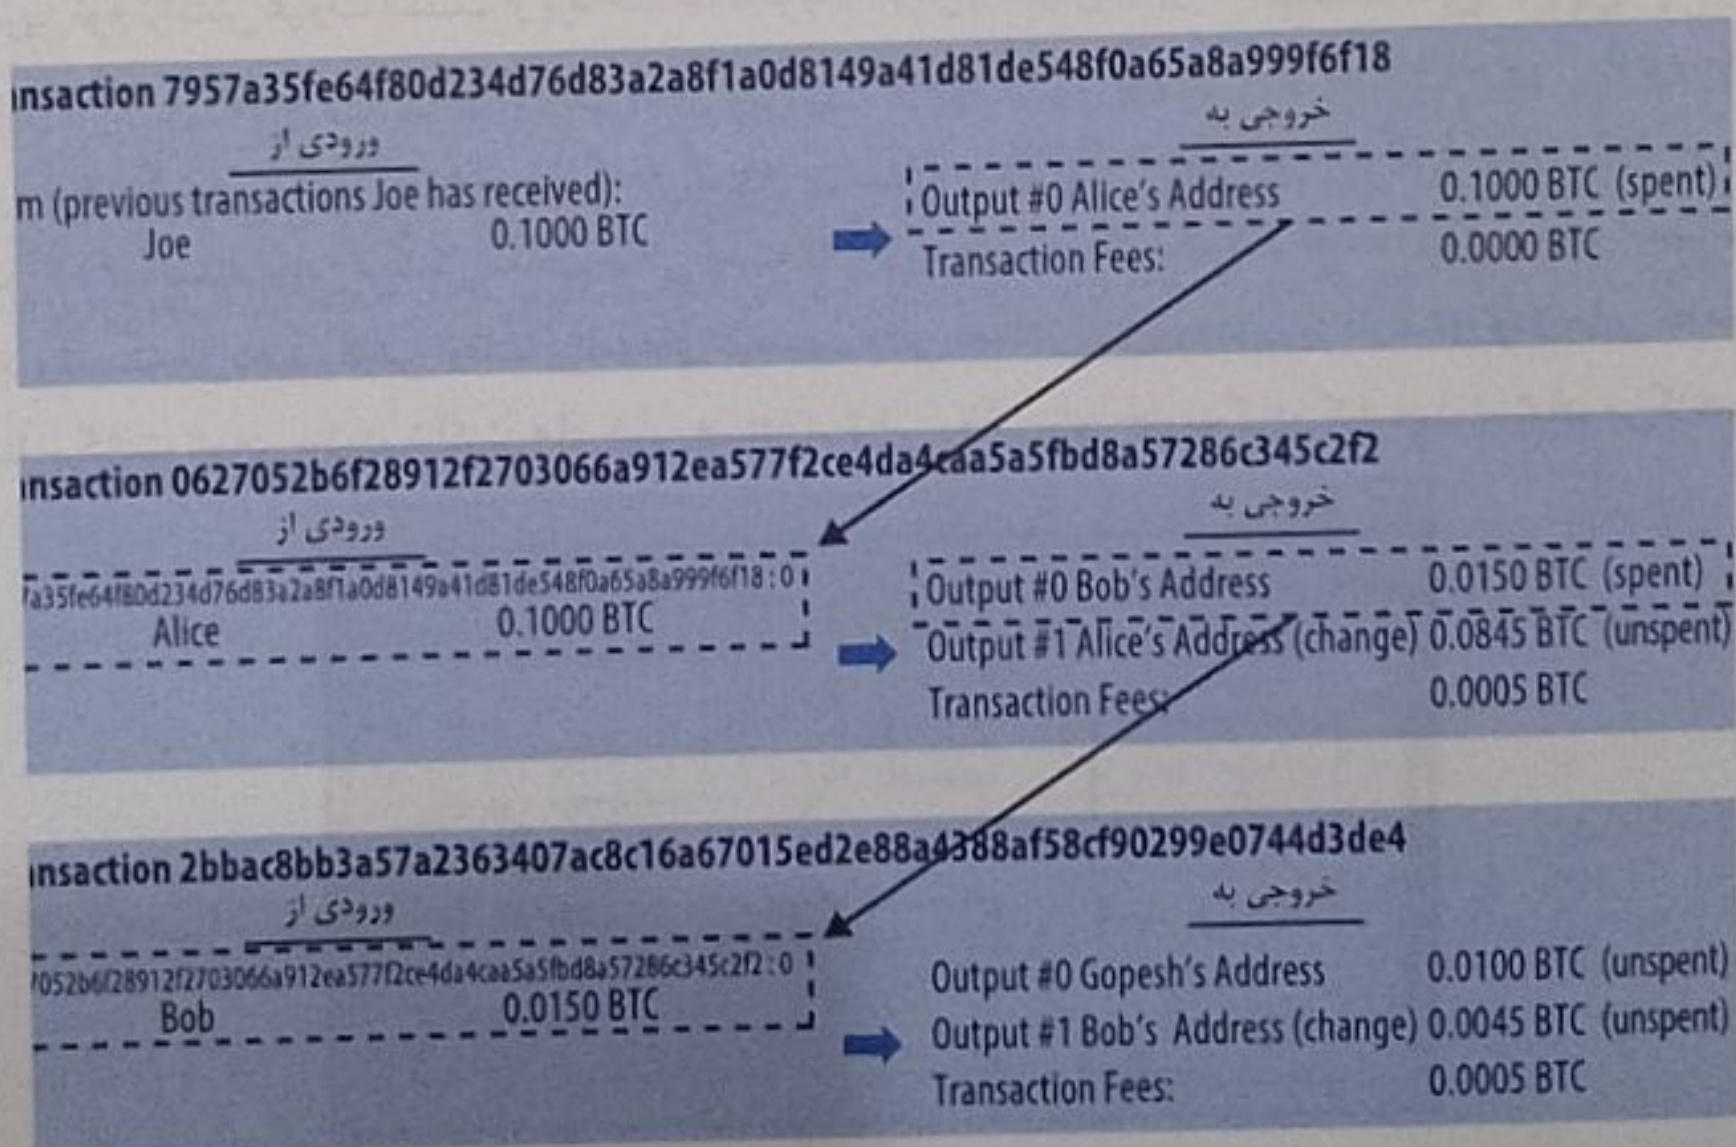 nsaction 7957a35fe64f80d234d76d83a2a8f1a0d8149a41d81de548f0a65a8a999f6f18
ورودی از
خروجی به
m (previous transactions Joe has received):
Joe 0.1000 BTC
Output #0 Alice's Address 0.1000 BTC (spent)
Transaction Fees: 0.0000 BTC
nsaction 0627052b6f28912f2703066a912ea577f2ce4da4caa5a5fbd8a57286c345c2f2
ورودی از
خروجی به
7a35fe64f80d234d76d83a2a8f1a0d8149a41d81de548f0a65a8a999f6f18 : 0
Alice 0.1000 BTC
Output #0 Bob's Address 0.0150 BTC (spent)
Output #1 Alice's Address (change) 0.0845 BTC (unspent)
Transaction Fees: 0.0005 BTC
nsaction 2bbac8bb3a57a2363407ac8c16a67015ed2e88a4388af58cf90299e0744d3de4
ورودی از
خروجی به
7052b6f28912f2703066a912ea577f2ce4da4caa5a5fbd8a57286c345c2f2 : 0
Bob 0.0150 BTC
Output #0 Gopesh's Address 0.0100 BTC (unspent)
Output #1 Bob's Address (change) 0.0045 BTC (unspent)
Transaction Fees: 0.0005 BTC